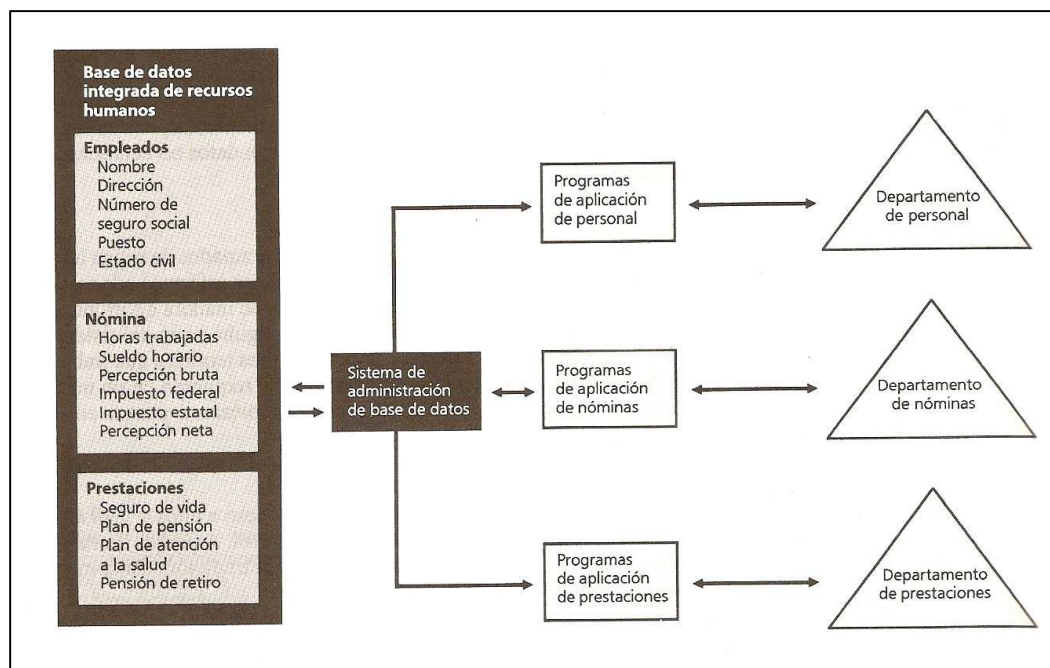 Base de datos
integrada de recursos
humanos
Empleados
Nombre
Dirección
Número de
seguro social
Puesto
Estado civil
Nómina
Horas trabajadas
Sueldo horario
Percepción bruta
Impuesto federal
Impuesto estatal
Percepción neta
Prestaciones
Seguro de vida
Plan de pensión
Plan de atención
a la salud
Pensión de retiro
Sistema de
administración
de base de datos
Programas
de aplicación
de personal
Departamento
de personal
Programas
de aplicación
de nóminas
Departamento
de nóminas
Programas
de aplicación
de prestaciones
Departamento
de prestaciones